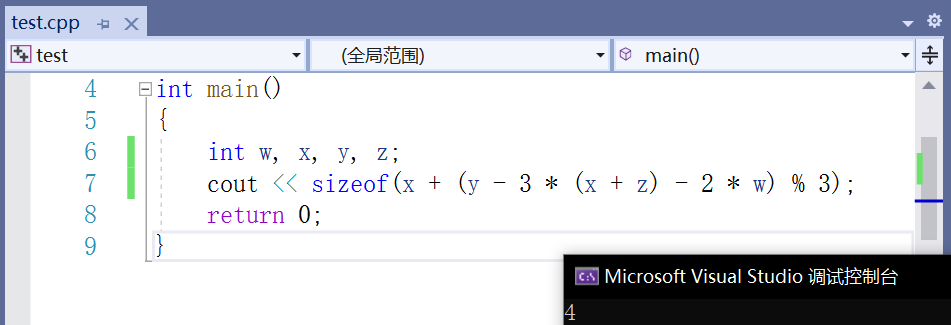 test.cpp
test (全局范围) main()
4 int main()
5 {
6 int w, x, y, z;
7 cout << sizeof(x + (y - 3 * (x + z) - 2 * w) % 3);
8 return 0;
9 }
C:\ Microsoft Visual Studio 调试控制台
4